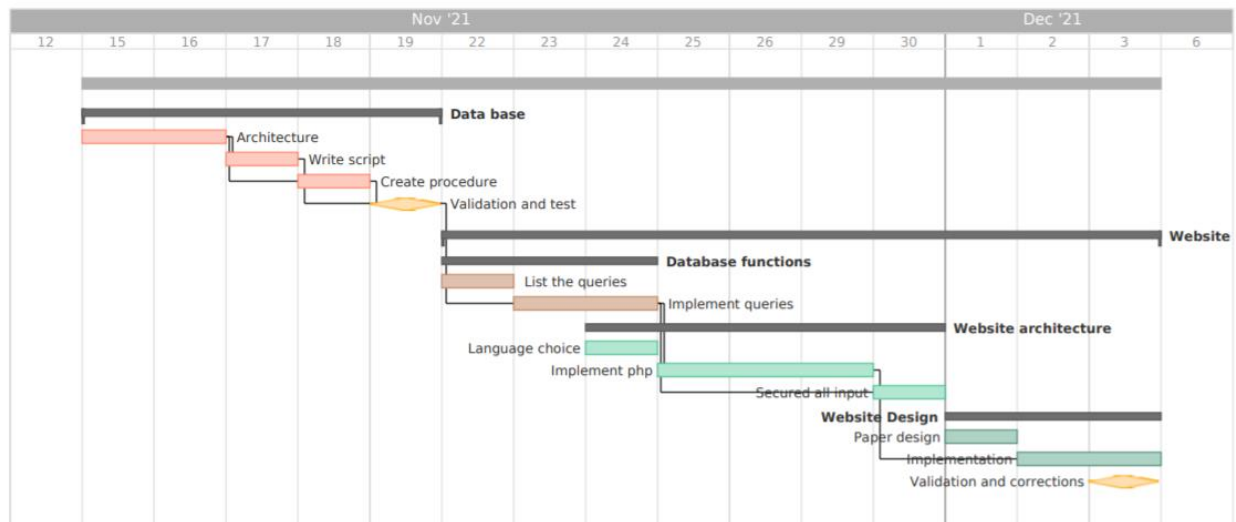 Nov '21 Dec '21
12 15 16 17 18 19 22 23 24 25 26 29 30 1 2 3 6
Data base
Architecture
Write script
Create procedure
Validation and test
Website
Database functions
List the queries
Implement queries
Website architecture
Language choice
Implement php
Secured all input
Website Design
Paper design
Implementation
Validation and corrections